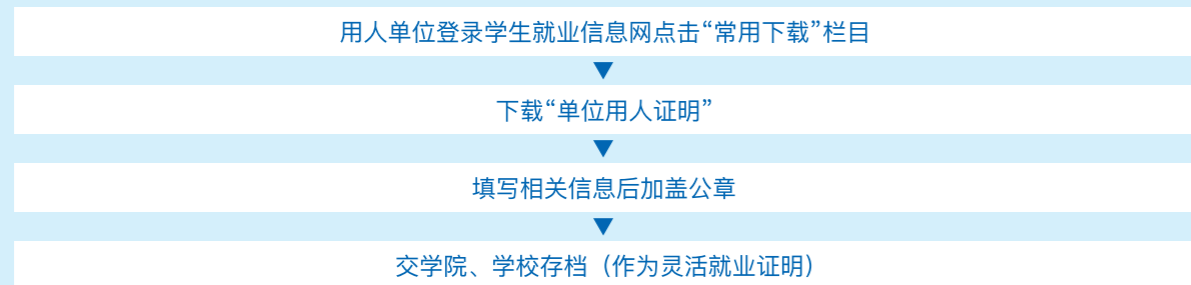 用人单位登录学生就业信息网点击“常用下载”栏目
下载“单位用人证明”
填写相关信息后加盖公章
交学院、学校存档（作为灵活就业证明）